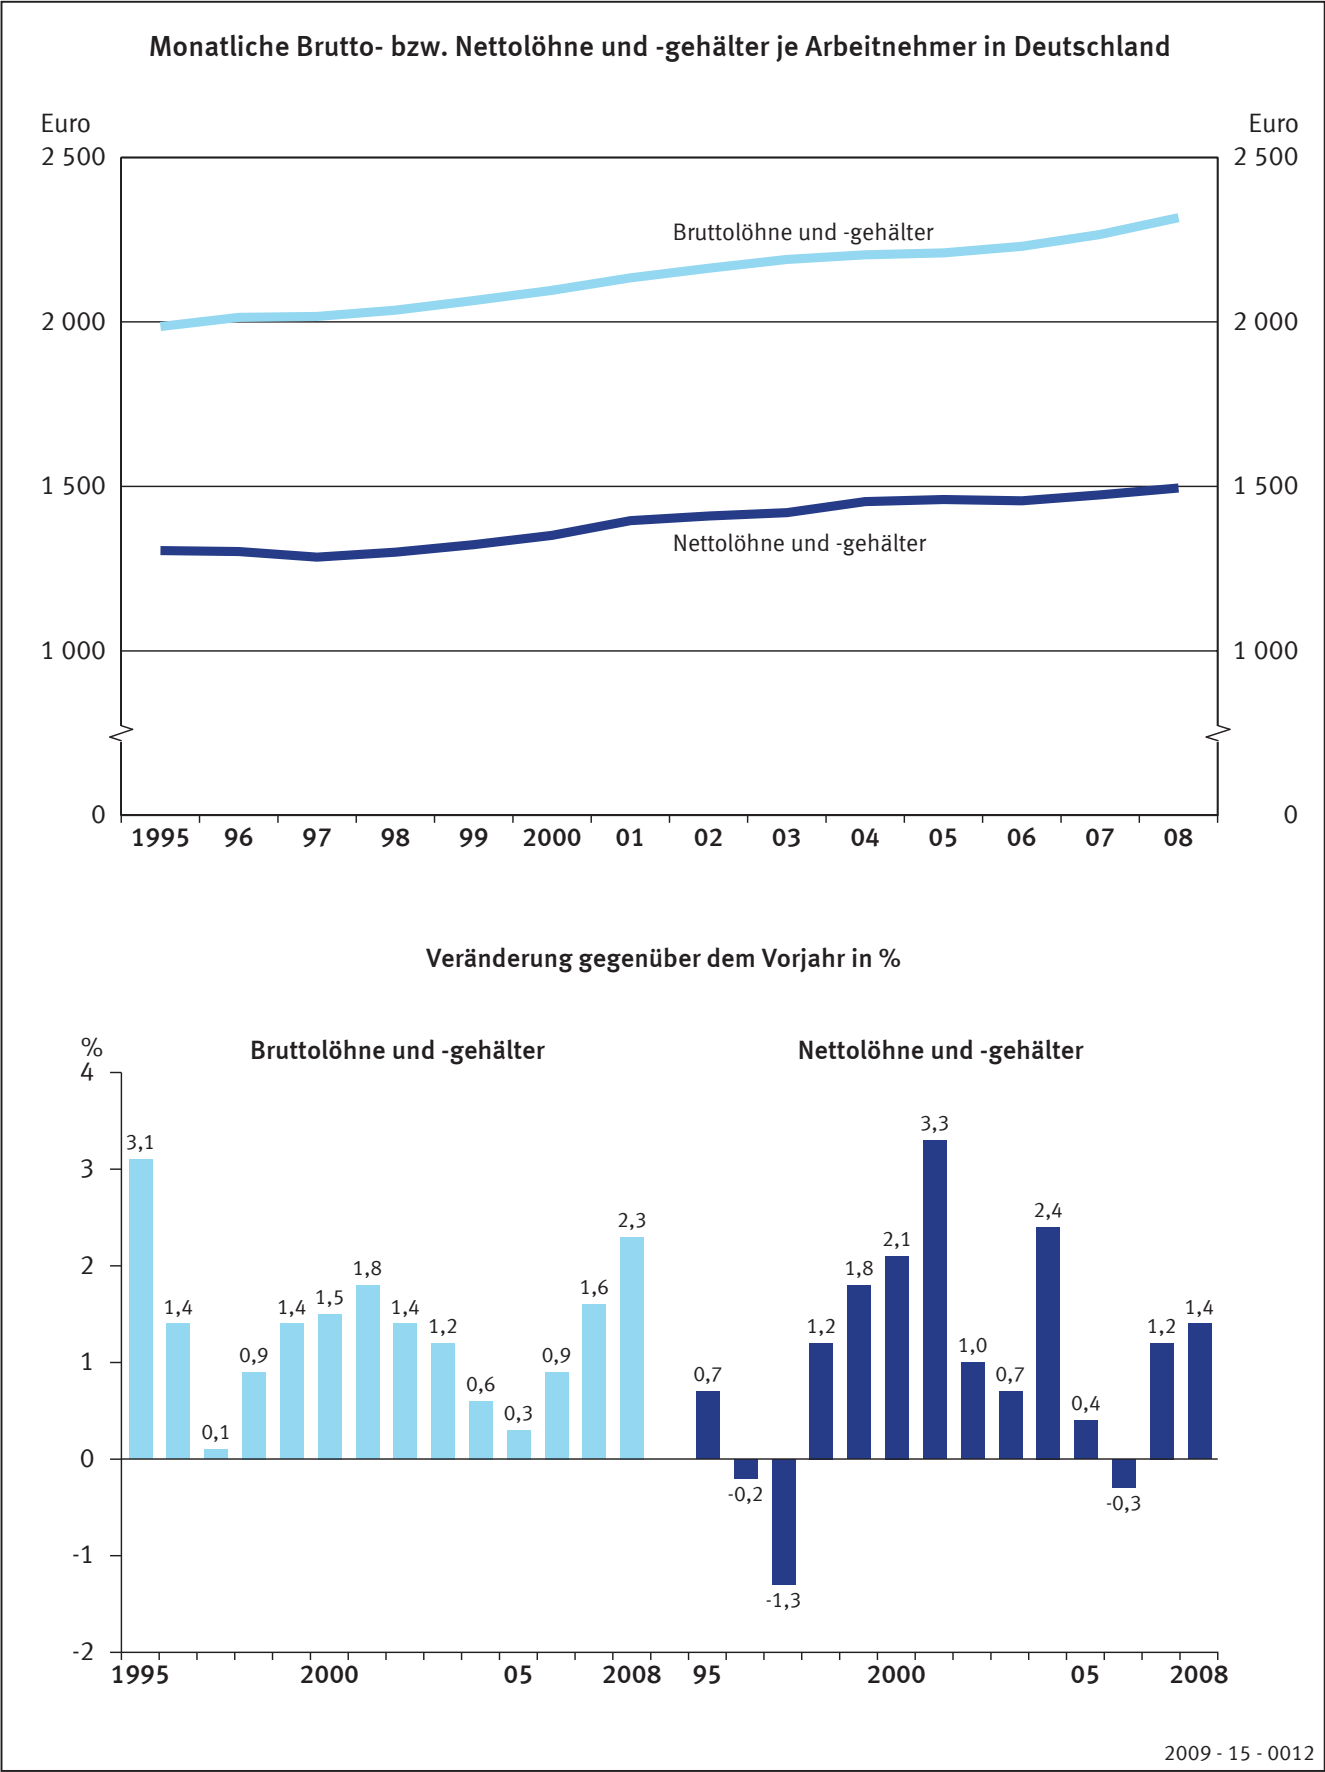 Monatliche Brutto- bzw. Nettolöhne und -gehälter je Arbeitnehmer in Deutschland
Euro Euro
2 500 2 500
Bruttolöhne und -gehälter
2 000 2 000
1 500 1 500
Nettolöhne und -gehälter
1 000 1 000
0 0
1995 96 97 98 99 2000 01 02 03 04 05 06 07 08
Veränderung gegenüber dem Vorjahr in %
% Bruttolöhne und -gehälter Nettolöhne und -gehälter
4
3
2
1
0
-1
-2
3,1 1,4 0,1 0,9 1,4 1,5 1,8 1,4 1,2 0,6 0,3 0,9 1,6 2,3
0,7 -0,2 -1,3 1,2 1,8 2,1 3,3 1,0 0,7 2,4 0,4 -0,3 1,2 1,4
1995 2000 05 2008 95 2000 05 2008
2009 - 15 - 0012